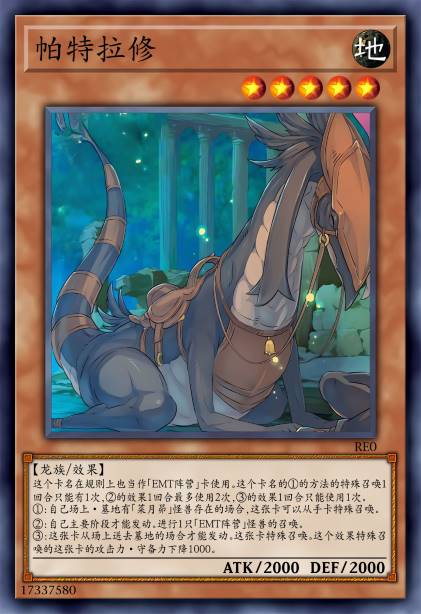 帕特拉修
地
RE0
【龙族/效果】
这个卡名在规则上也当作「EMT阵营」卡使用。这个卡名的①的方法的特殊召唤1
回合只能有1次,②的效果1回合最多使用2次,③的效果1回合只能使用1次。
①:自己场上·墓地有「菜月昴」怪兽存在的场合,这张卡可以从手卡特殊召唤。
②:自己主要阶段才能发动。进行1只「EMT阵营」怪兽的召唤。
③:这张卡从场上送去墓地的场合才能发动。这张卡特殊召唤。这个效果特殊召
唤的这张卡的攻击力·守备力下降1000。
ATK/2000 DEF/2000
17337580